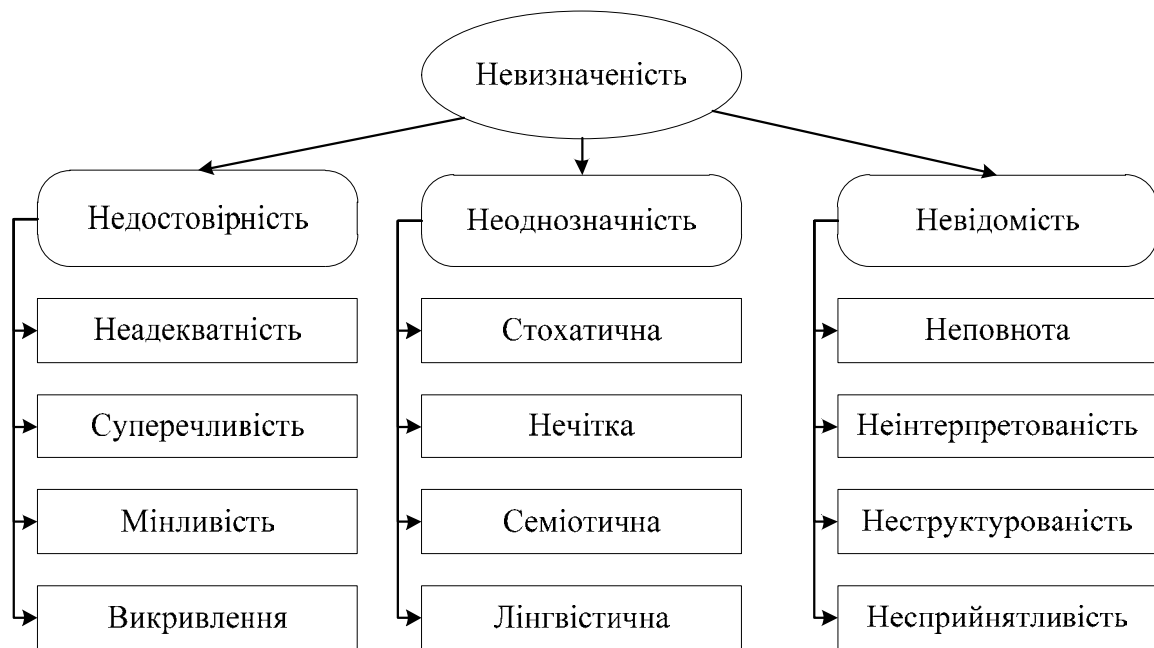 Невизначеність
Недостовірність
Неоднозначність
Невідомість
Неадекватність
Стохатична
Неповнота
Суперечливість
Нечітка
Неінтерпретованість
Мінливість
Семіотична
Неструктурованість
Викривлення
Лінгвістична
Несприйнятливість